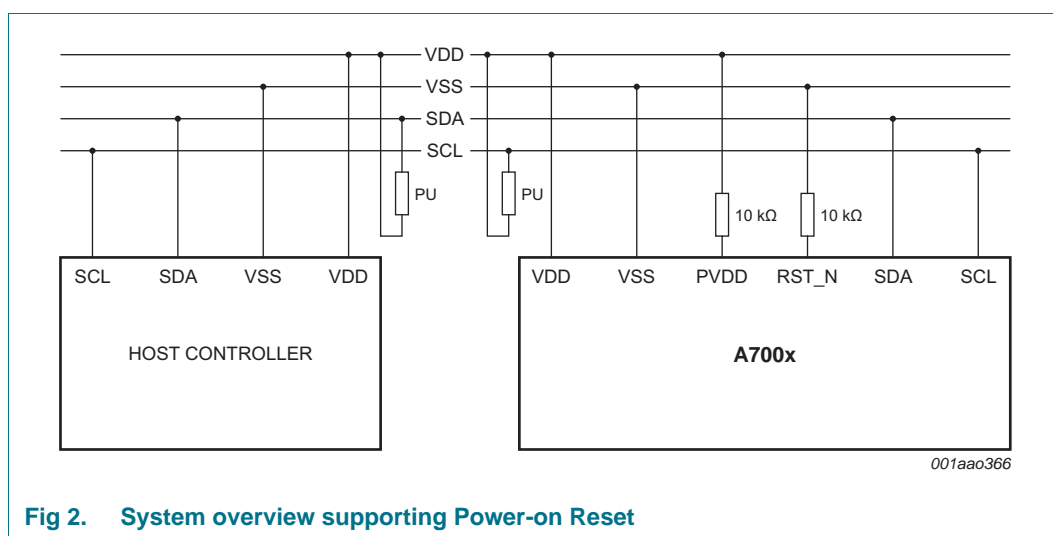 VDD
VSS
SDA
SCL
PU
PU
10 kΩ
10 kΩ
SCL SDA VSS VDD
VDD VSS PVDD RST_N SDA SCL
HOST CONTROLLER
A700x
001aao366
Fig 2. System overview supporting Power-on Reset